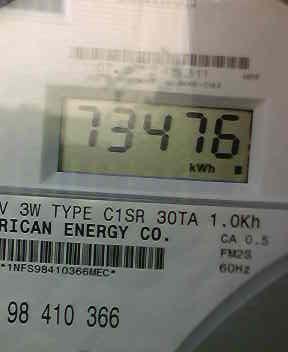 73476
kWh
V 3W TYPE C1SR 30TA 1.0Kh
RICAN ENERGY CO.
CA 0.5
FM2S
60Hz
*1NFS98410366MEC*
98 410 366